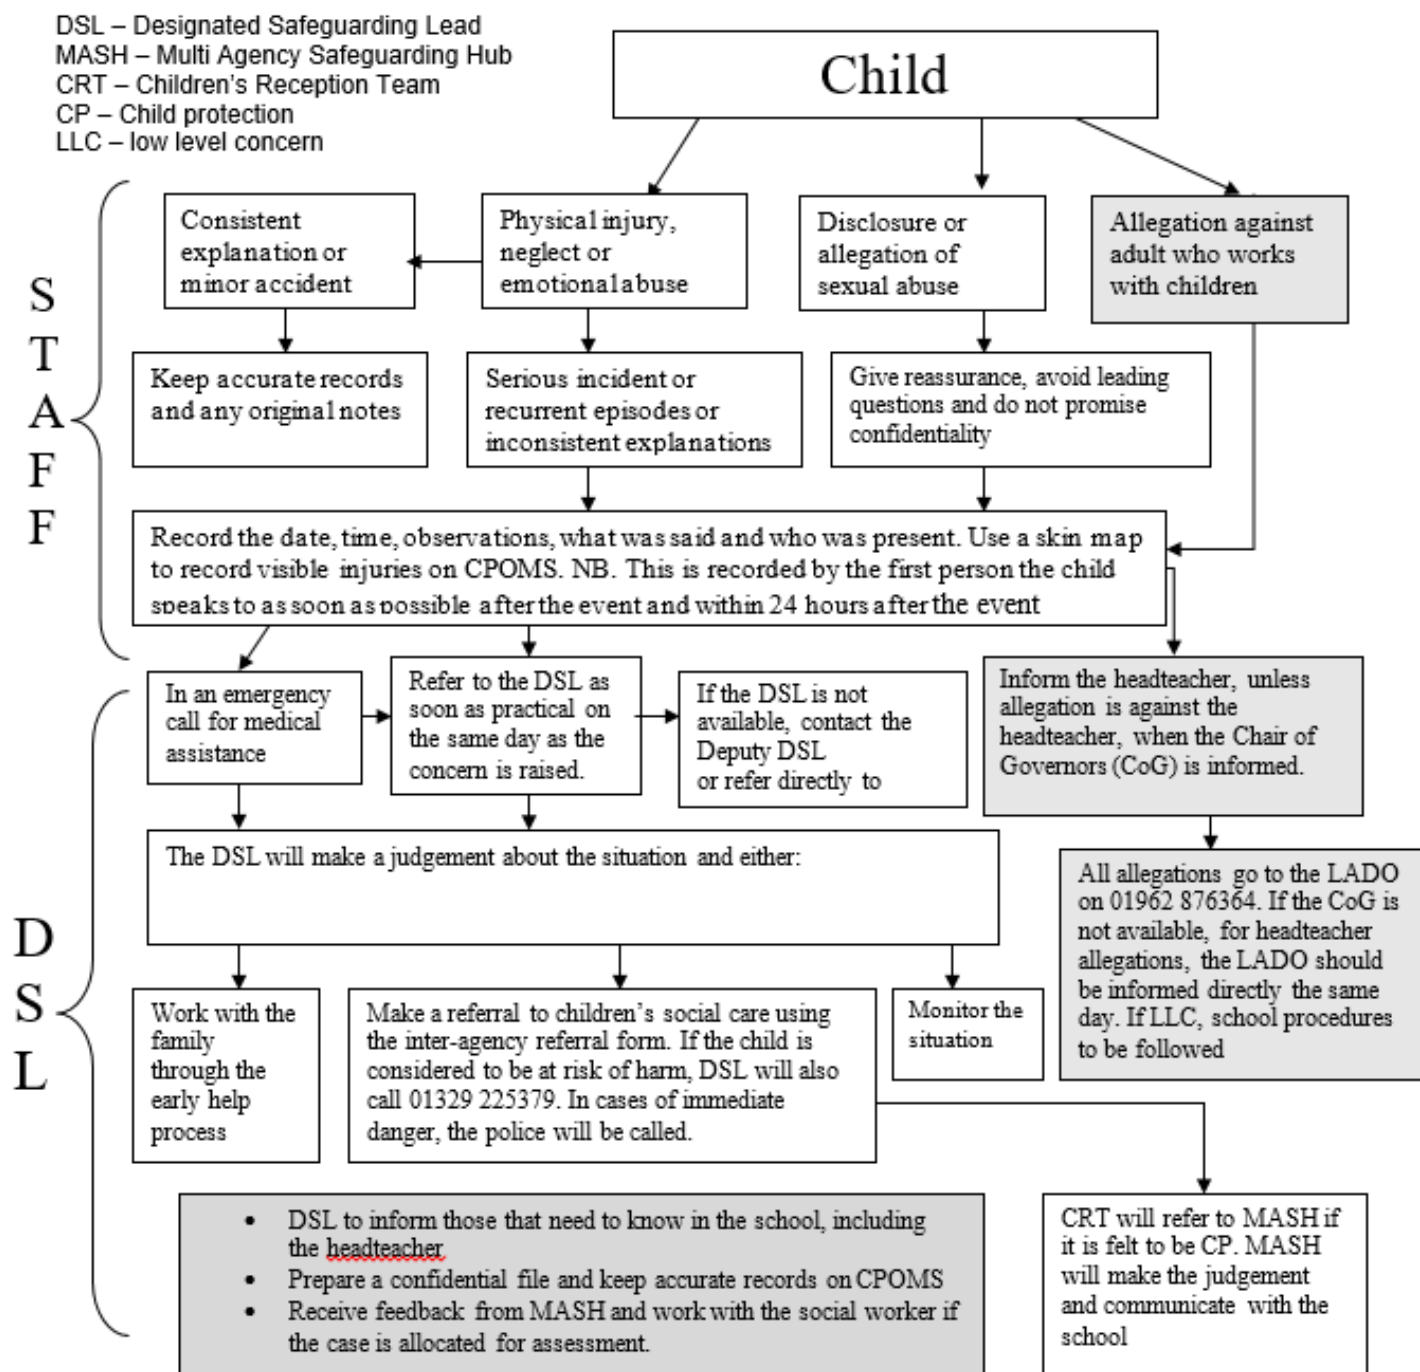 DSL – Designated Safeguarding Lead
MASH – Multi Agency Safeguarding Hub
CRT – Children's Reception Team
CP – Child protection
LLC – low level concern
Child
STAFF
Consistent
explanation or
minor accident
Physical injury,
neglect or
emotional abuse
Disclosure or
allegation of
sexual abuse
Allegation against
adult who works
with children
Keep accurate records
and any original notes
Serious incident or
recurrent episodes or
inconsistent explanations
Give reassurance, avoid leading
questions and do not promise
confidentiality
Record the date, time, observations, what was said and who was present. Use a skin map
to record visible injuries on CPOMS. NB. This is recorded by the first person the child
speaks to as soon as possible after the event and within 24 hours after the event
DSL
In an emergency
call for medical
assistance
Refer to the DSL as
soon as practical on
the same day as the
concern is raised.
If the DSL is not
available, contact the
Deputy DSL
or refer directly to
Inform the headteacher, unless
allegation is against the
headteacher, when the Chair of
Governors (CoG) is informed.
The DSL will make a judgement about the situation and either:
All allegations go to the LADO
on 01962 876364. If the CoG is
not available, for headteacher
allegations, the LADO should
be informed directly the same
day. If LLC, school procedures
to be followed
Work with the
family
through the
early help
process
Make a referral to children's social care using
the inter-agency referral form. If the child is
considered to be at risk of harm, DSL will also
call 01329 225379. In cases of immediate
danger, the police will be called.
Monitor the
situation
• DSL to inform those that need to know in the school, including
the headteacher
• Prepare a confidential file and keep accurate records on CPOMS
• Receive feedback from MASH and work with the social worker if
the case is allocated for assessment.
CRT will refer to MASH if
it is felt to be CP. MASH
will make the judgement
and communicate with the
school